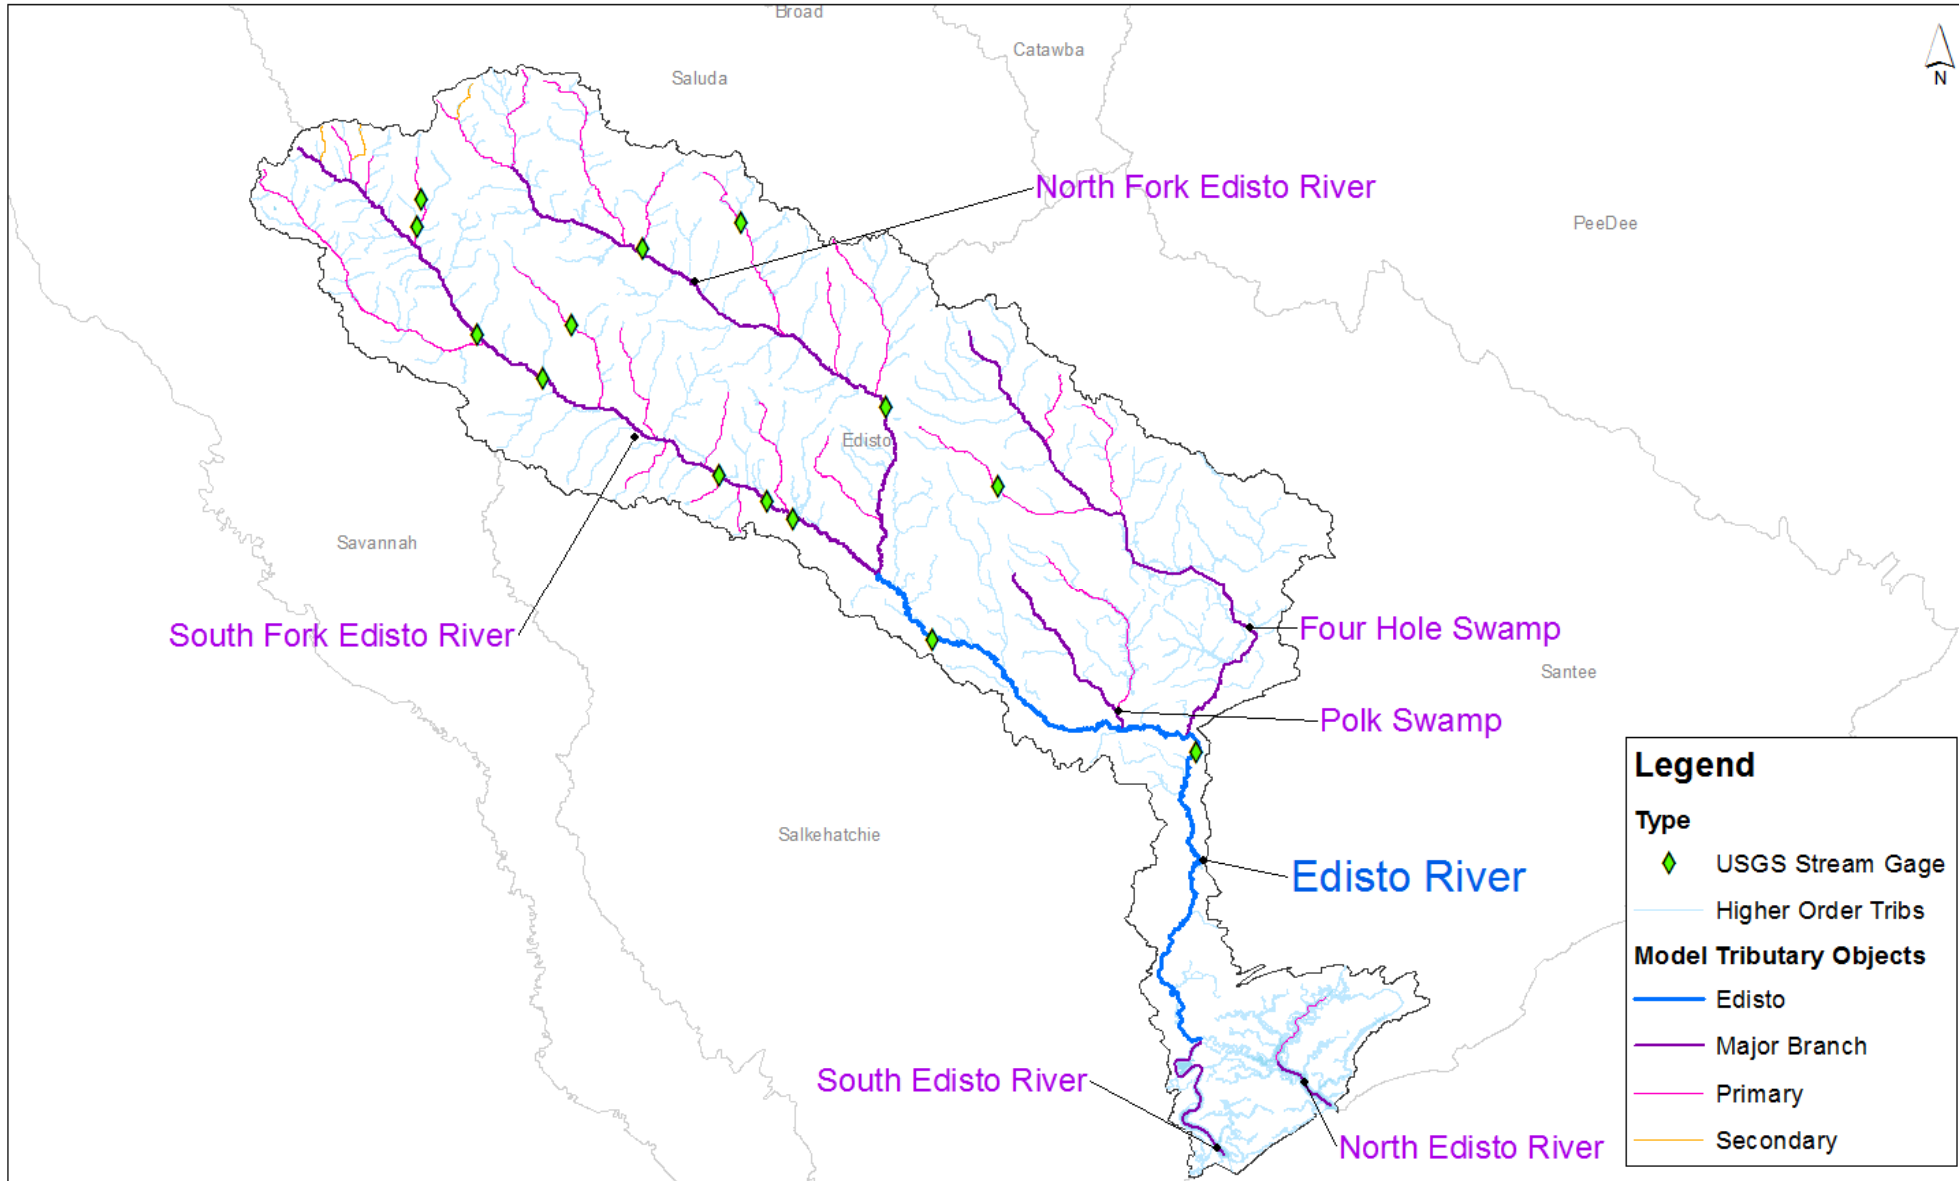 Broad
Catawba
Saluda
N
North Fork Edisto River
PeeDee
Edisto
Savannah
South Fork Edisto River
Four Hole Swamp
Santee
Polk Swamp
Salkehatchie
Edisto River
South Edisto River
North Edisto River
Legend
Type
USGS Stream Gage
Higher Order Tribs
Model Tributary Objects
Edisto
Major Branch
Primary
Secondary